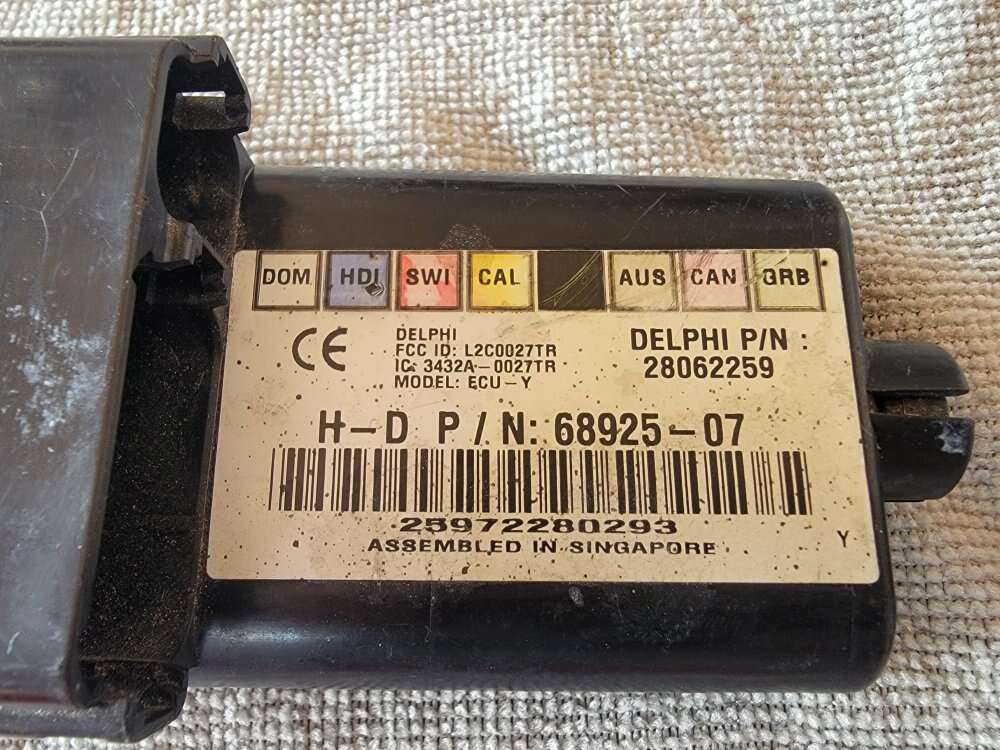 DOM HDI SWI CAL AUS CAN GRB
CE
DELPHI
FCC ID: L2C0027TR
IC: 3432A-0027TR
MODEL: ECU-Y
DELPHI P/N :
28062259
H-D P/N: 68925-07
25972280293
ASSEMBLED IN SINGAPORE
Y